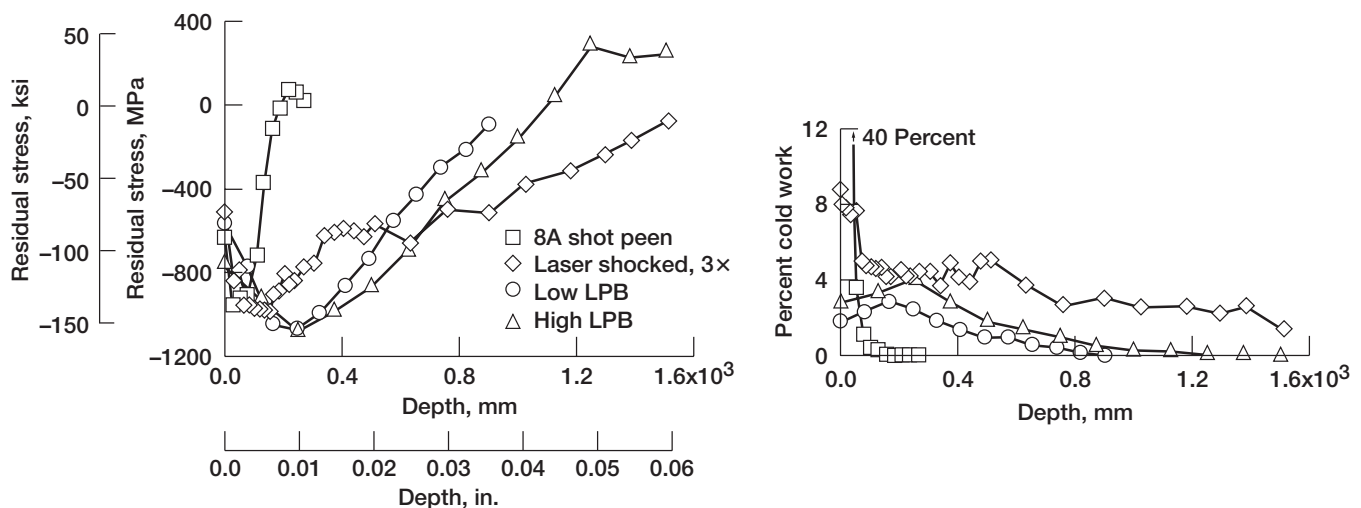 Residual stress, ksi
50
0
−50
−100
−150
Residual stress, MPa
400
0
−400
−800
−1200
8A shot peen
Laser shocked, 3×
Low LPB
High LPB
0.0 0.4 0.8 1.2 1.6x10³
Depth, mm
0.0 0.01 0.02 0.03 0.04 0.05 0.06
Depth, in.
Percent cold work
12
8
4
0
40 Percent
0.0 0.4 0.8 1.2 1.6x10³
Depth, mm